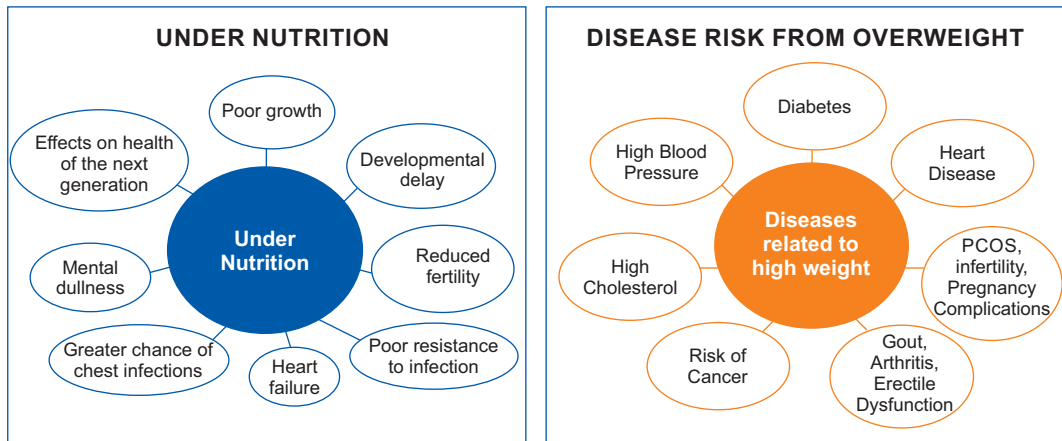 UNDER NUTRITION
Poor growth
Effects on health
of the next
generation
Developmental
delay
Under
Nutrition
Reduced
fertility
Mental
dullness
Greater chance of
chest infections
Heart
failure
Poor resistance
to infection
DISEASE RISK FROM OVERWEIGHT
Diabetes
High Blood
Pressure
Heart
Disease
Diseases
related to
high weight
PCOS,
infertility,
Pregnancy
Complications
High
Cholesterol
Risk of
Cancer
Gout,
Arthritis,
Erectile
Dysfunction